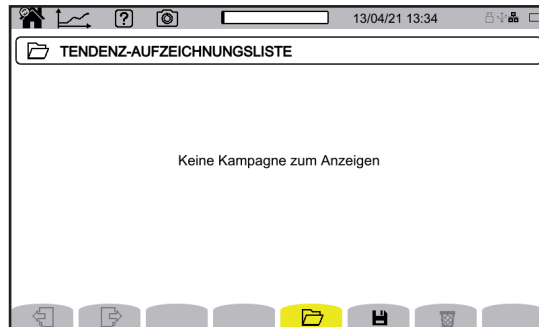 13/04/21 13:34
TENDENZ-AUFZEICHNUNGSLISTE
Keine Kampagne zum Anzeigen